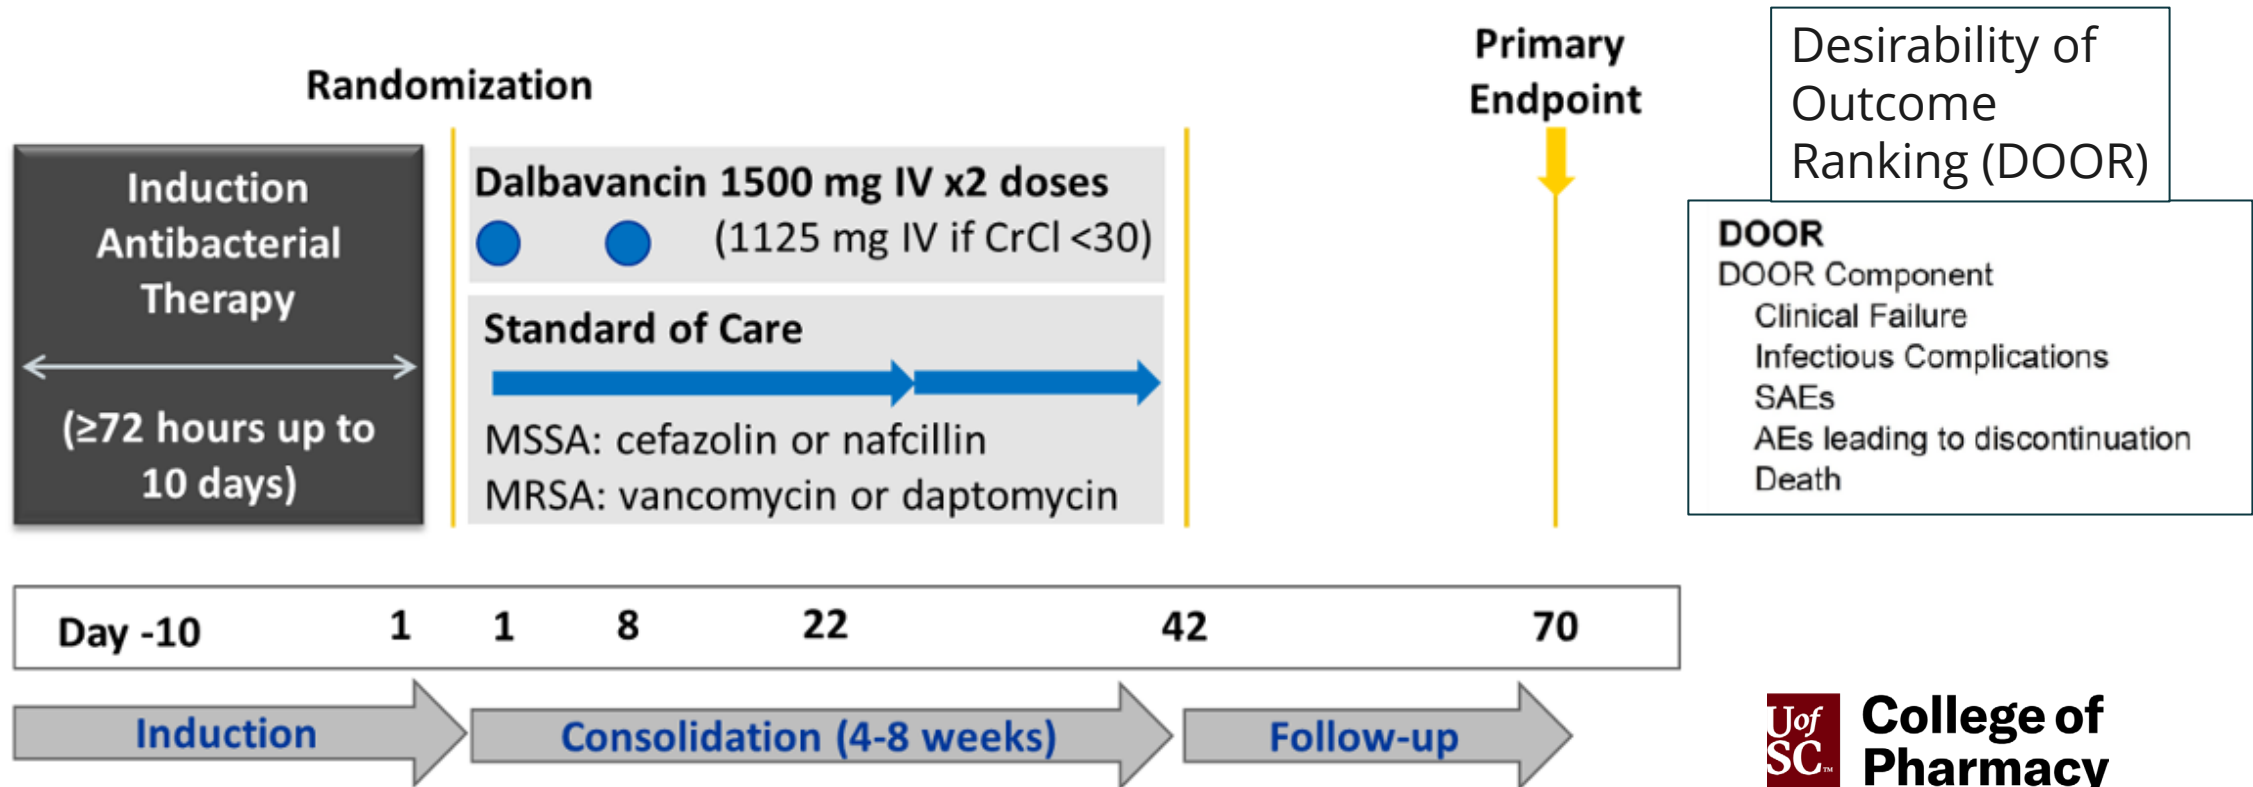 Randomization
Primary
Endpoint
Desirability of
Outcome
Ranking (DOOR)
Induction
Antibacterial
Therapy
(≥72 hours up to
10 days)
Dalbavancin 1500 mg IV x2 doses
(1125 mg IV if CrCl <30)
Standard of Care
MSSA: cefazolin or nafcillin
MRSA: vancomycin or daptomycin
DOOR
DOOR Component
Clinical Failure
Infectious Complications
SAEs
AEs leading to discontinuation
Death
Day -10 1 1 8 22 42 70
Induction
Consolidation (4-8 weeks)
Follow-up
UofSC™
College of
Pharmacy